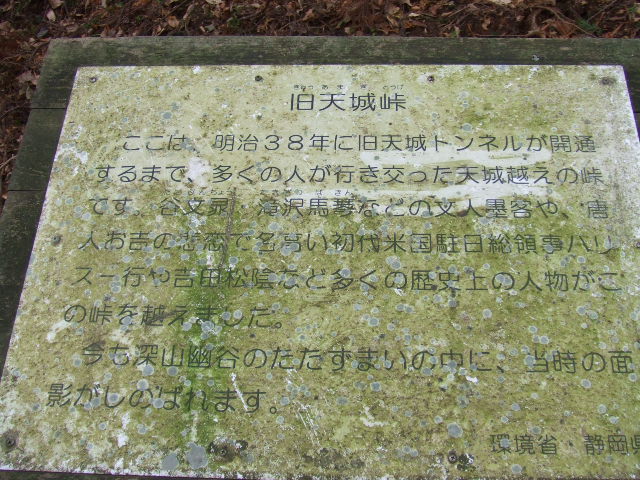 旧天城峠
ここは、明治38年に旧天城トンネルが開通
するまで、多くの人が行き交った天城越えの峠
です。谷文晁、滝沢馬琴などの文人墨客や、唐
人お吉の悲恋で名高い初代米国駐日総領事ハリ
ス一行や吉田松陰など多くの歴史上の人物がこ
の峠を越えました。
今も深山幽谷のたたずまいの中に、当時の面
影がしのばれます。
環境省・静岡県